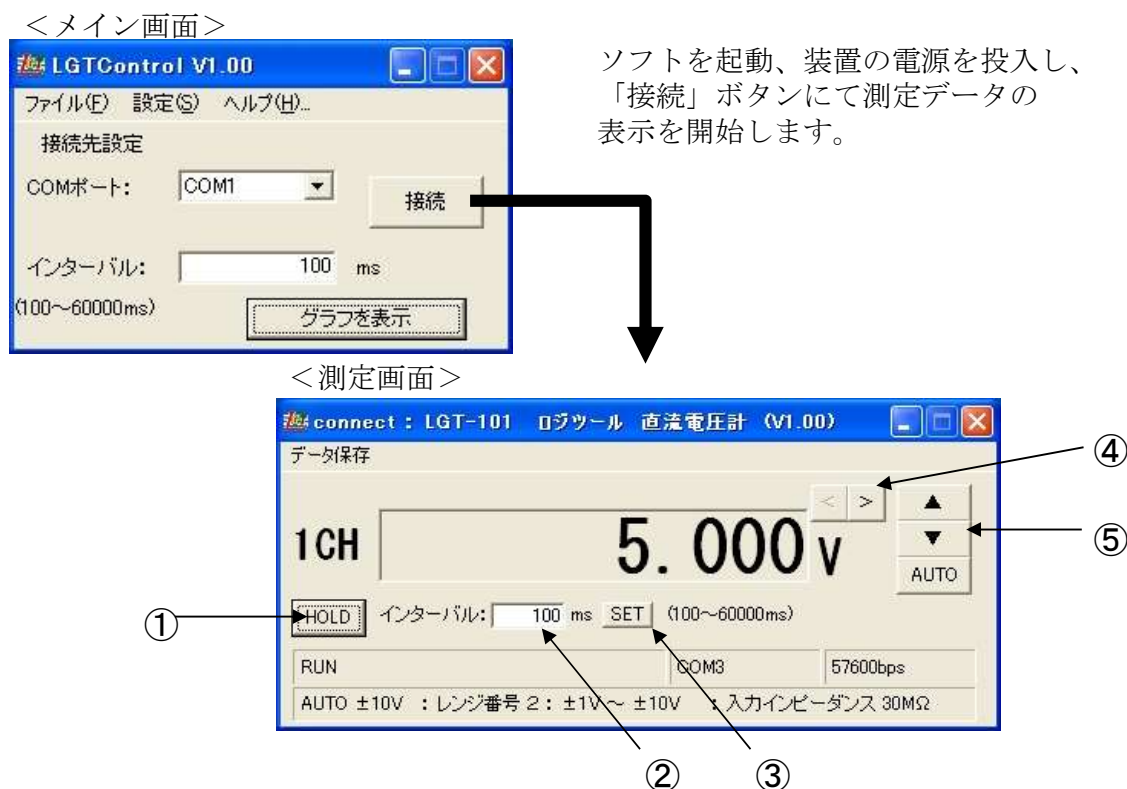 <メイン画面>
LGTControl V1.00
ファイル(F) 設定(S) ヘルプ(H)...
接続先設定
COMポート: COM1
接続
インターバル: 100 ms
(100~60000ms)
グラフを表示
ソフトを起動、装置の電源を投入し、
「接続」ボタンにて測定データの
表示を開始します。
<測定画面>
connect : LGT-101 ロジツール 直流電圧計 (V1.00)
データ保存
< >
④
▲
▼
AUTO
⑤
1CH 5.000 V
①
HOLD インターバル: 100 ms SET (100~60000ms)
RUN COM3 57600bps
AUTO ±10V : レンジ番号 2 : ±1V ~ ±10V : 入力インピーダンス 30MΩ
② ③